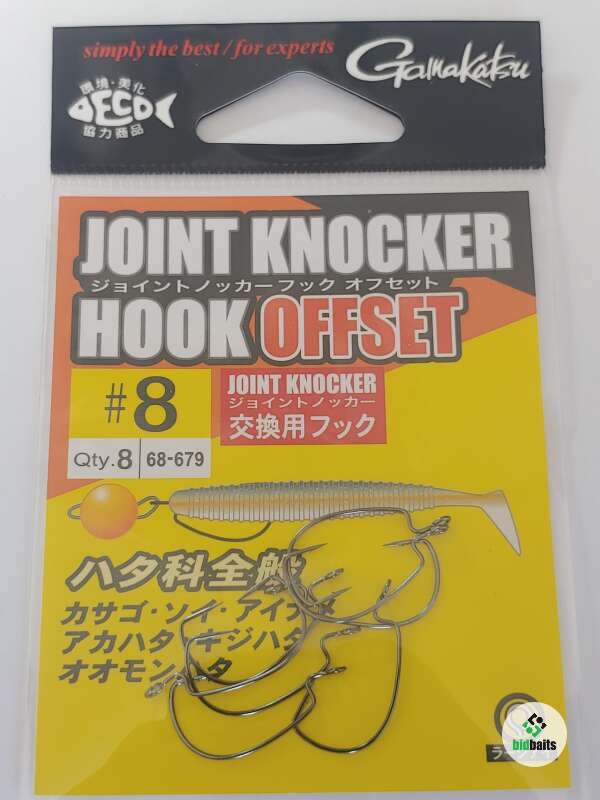 simply the best / for experts
Gamakatsu
環境・美化
ECO
協力商品
JOINT KNOCKER
ジョイントノッカーフック オフセット
HOOK OFFSET
#8
JOINT KNOCKER
ジョイントノッカー
交換用フック
Qty.8 68-679
ハタ科全般
カサゴ・ソイ・アイナメ
アカハタ・キジハタ
オオモンハタ
bidbaits